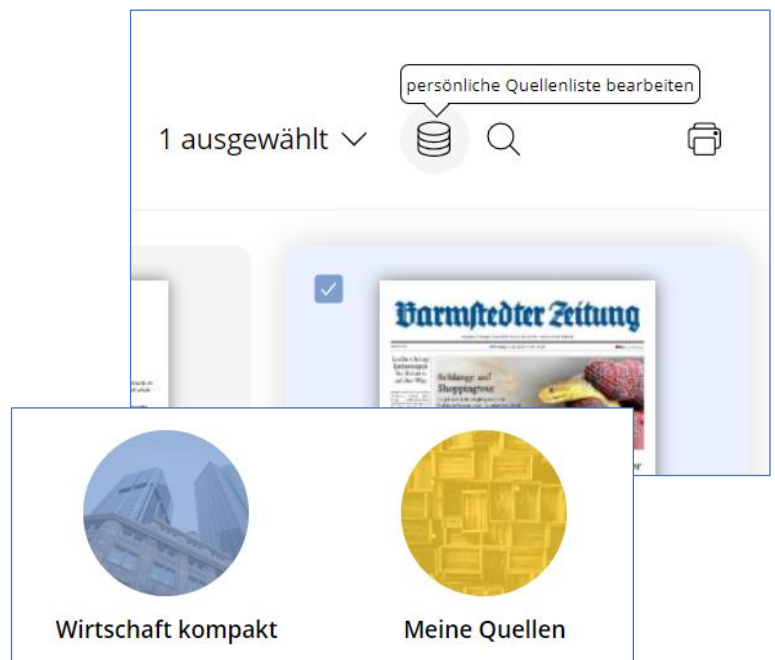 persönliche Quellenliste bearbeiten
1 ausgewählt
Barmstedter Zeitung
Schlange auf
Shoppingtour
Wirtschaft kompakt
Meine Quellen